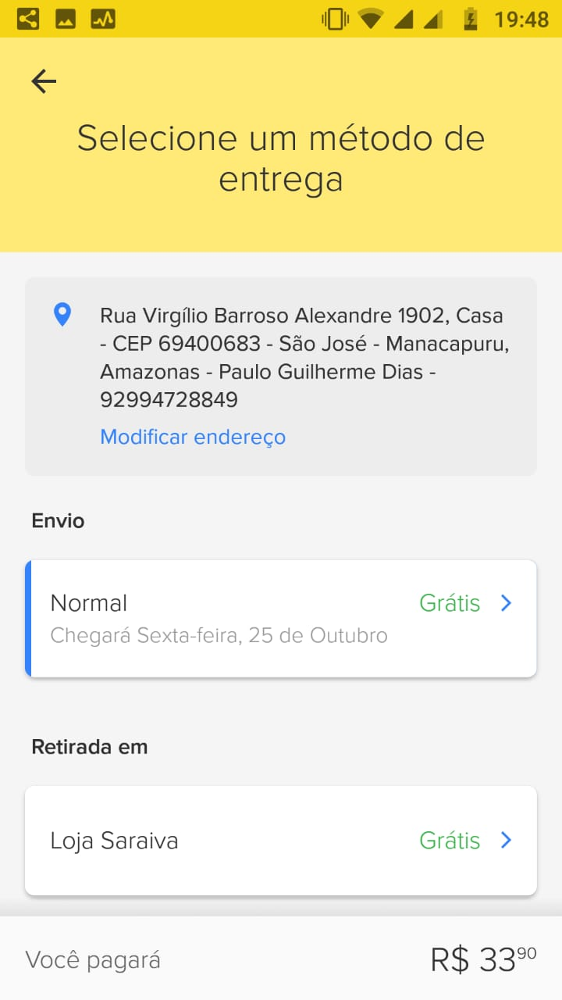 19:48
Selecione um método de
entrega
Rua Virgílio Barroso Alexandre 1902, Casa
- CEP 69400683 - São José - Manacapuru,
Amazonas - Paulo Guilherme Dias -
92994728849
Modificar endereço
Envio
Normal Grátis
Chegará Sexta-feira, 25 de Outubro
Retirada em
Loja Saraiva Grátis
Você pagará R$ 33⁹⁰